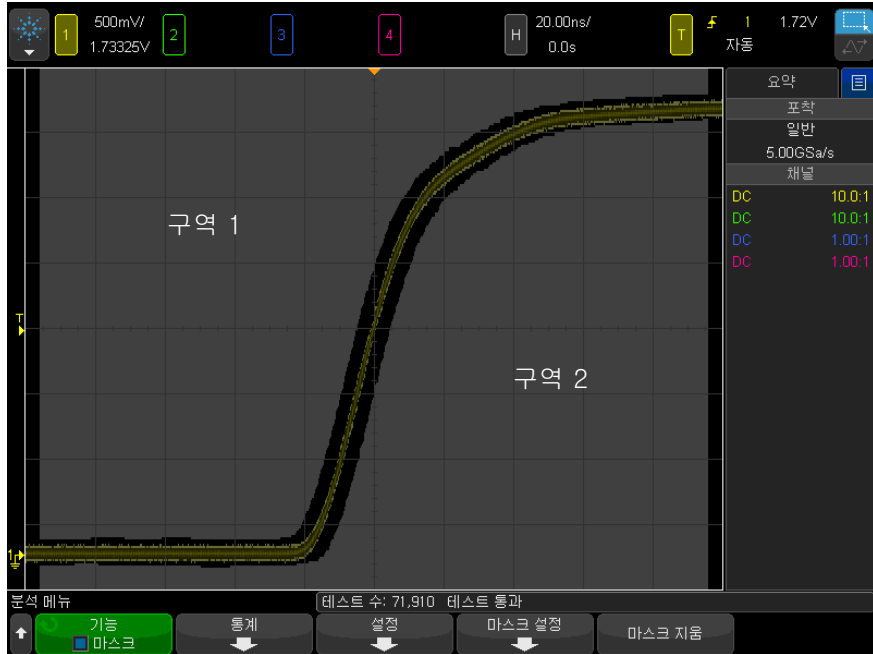 1 500mV/ 2 3 4 H 20.00ns/ T 1 1.72V
1.73325V 0.0s 자동
요약
포착
일반
5.00GSa/s
채널
DC 10.0:1
DC 10.0:1
DC 1.00:1
DC 1.00:1
구역 1
T
구역 2
1
분석 메뉴 테스트 수: 71,910 테스트 통과
기능 통계 설정 마스크 설정 마스크 지움
마스크